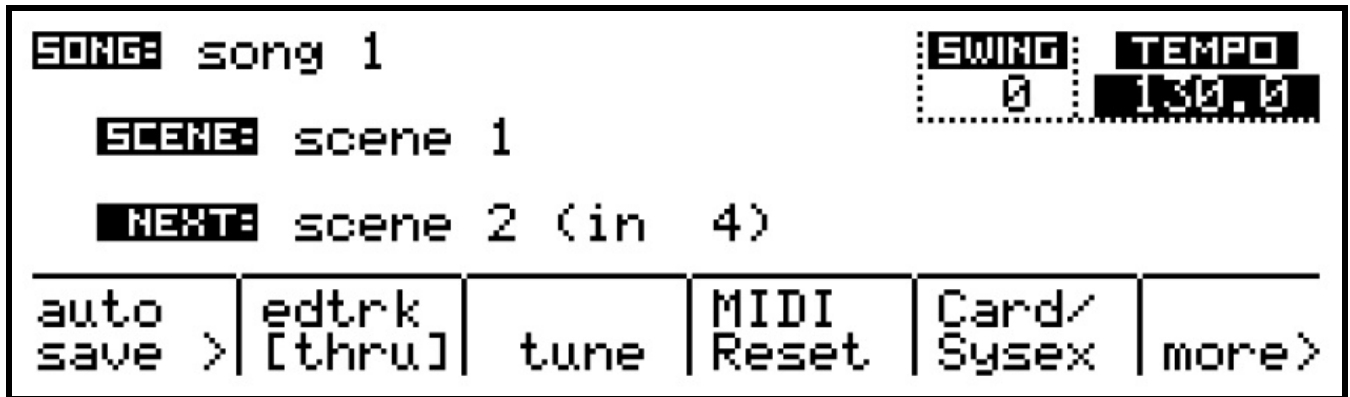 SONG: song 1
SWING TEMPO
0 130.0
SCENE: scene 1
NEXT: scene 2 (in 4)
auto edtrk MIDI Card/
save > [thru] tune Reset Sysex more>